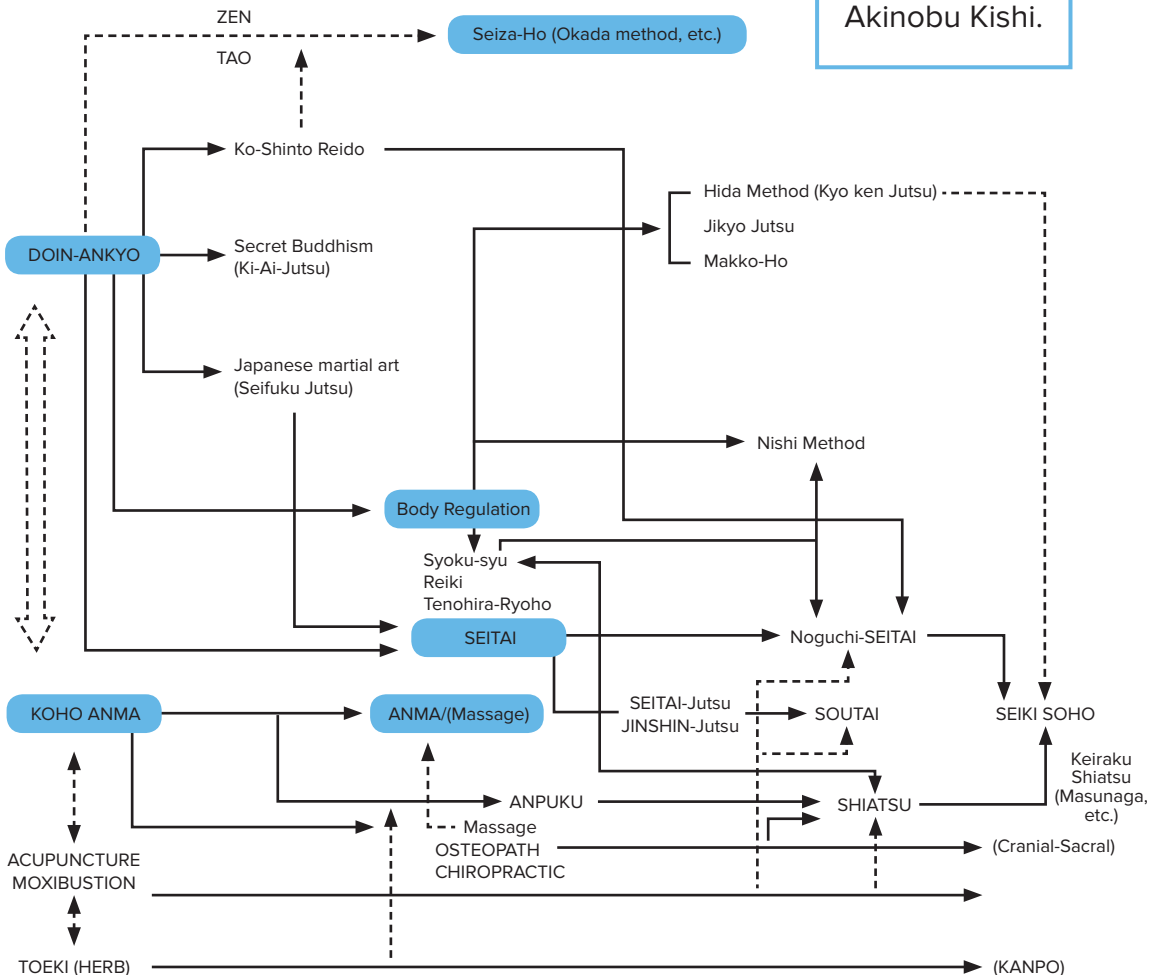 Akinobu Kishi.
ZEN
TAO
Seiza-Ho (Okada method, etc.)
Ko-Shinto Reido
Hida Method (Kyo ken Jutsu)
Jikyo Jutsu
Makko-Ho
DOIN-ANKYO
Secret Buddhism
(Ki-Ai-Jutsu)
Japanese martial art
(Seifuku Jutsu)
Nishi Method
Body Regulation
Syoku-syu
Reiki
Tenohira-Ryoho
SEITAI
Noguchi-SEITAI
KOHO ANMA
ANMA/(Massage)
SEITAI-Jutsu
JINSHIN-Jutsu
SOUTAI
SEIKI SOHO
Keiraku
Shiatsu
(Masunaga,
etc.)
ANPUKU
SHIATSU
Massage
OSTEOPATH
CHIROPRACTIC
(Cranial-Sacral)
ACUPUNCTURE
MOXIBUSTION
TOEKI (HERB)
(KANPO)